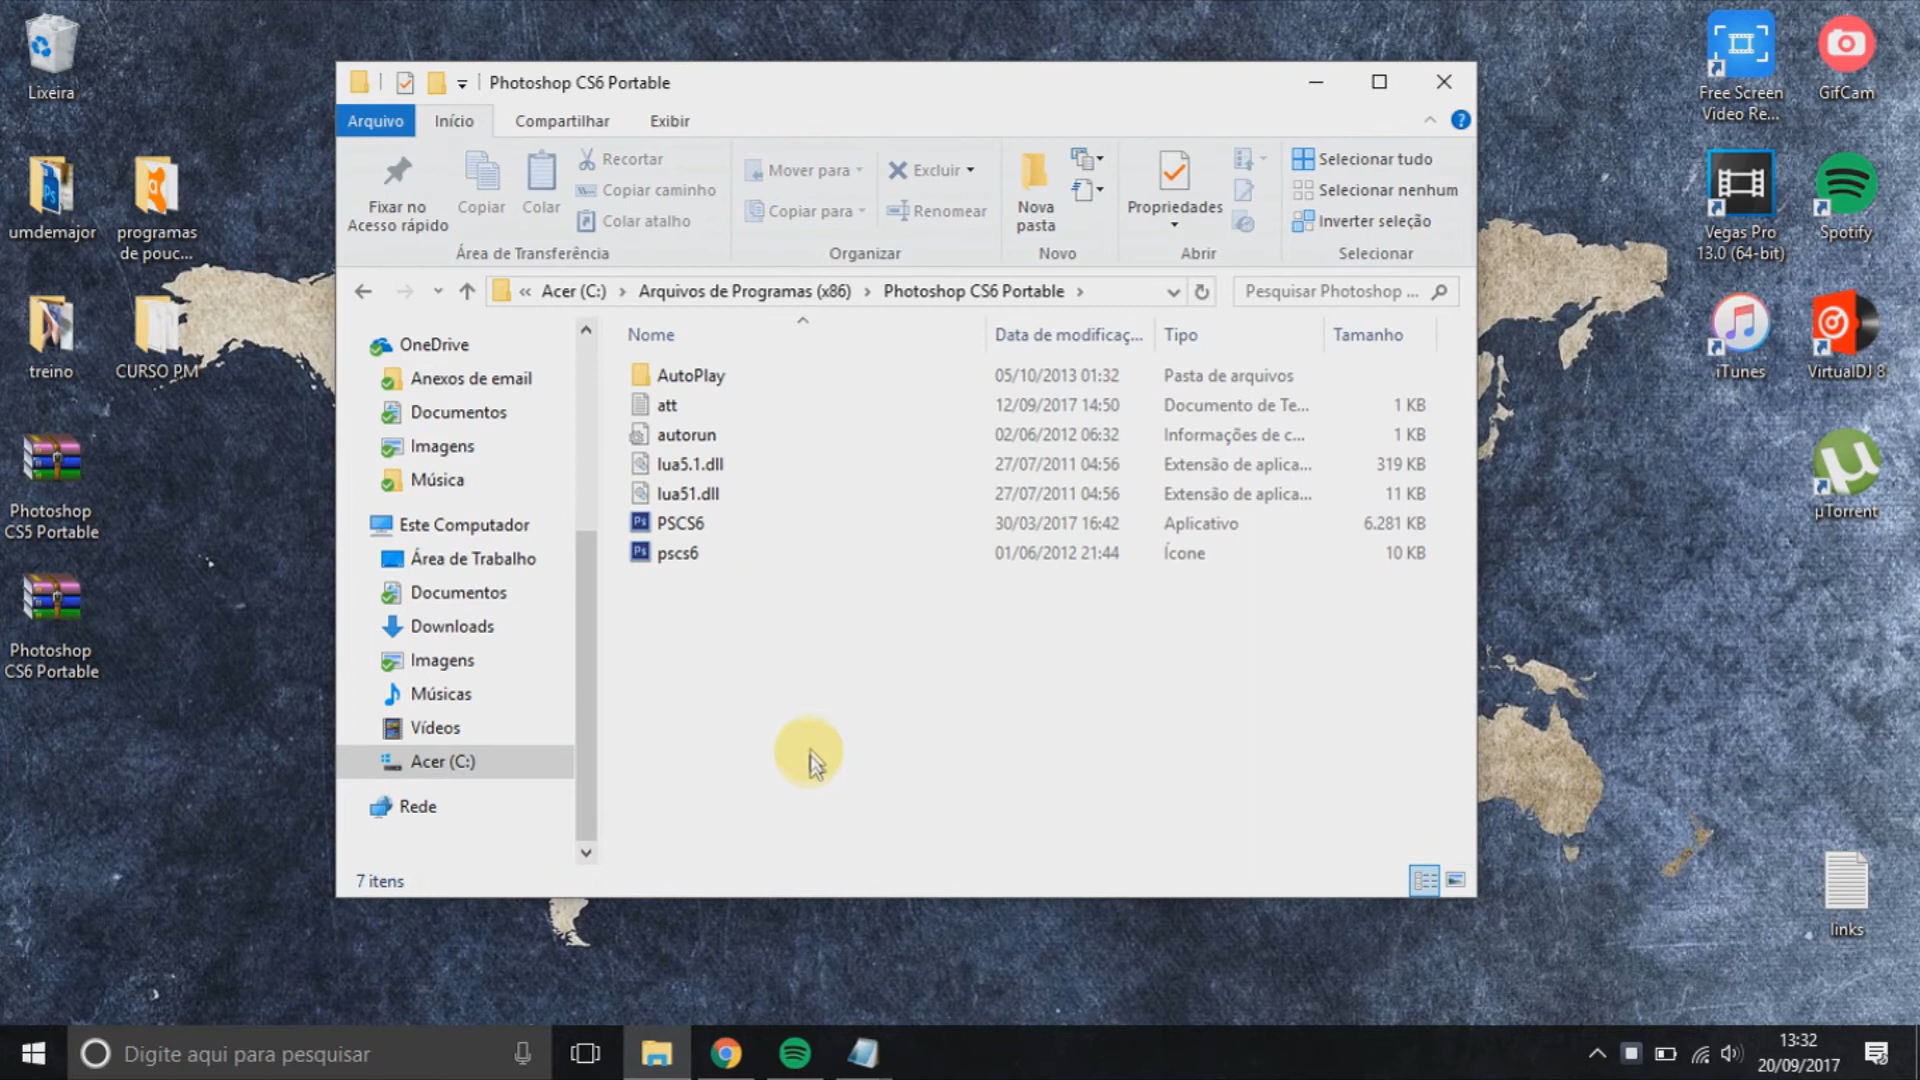 Lixeira
umdemajor
programas
de pouc...
treino
CURSO PM
Photoshop
CS5 Portable
Photoshop
CS6 Portable
Photoshop CS6 Portable
Arquivo
Início
Compartilhar
Exibir
Fixar no
Acesso rápido
Copiar
Colar
Recortar
Copiar caminho
Colar atalho
Área de Transferência
Mover para
Copiar para
Excluir
Renomear
Organizar
Nova
pasta
Novo
Propriedades
Abrir
Selecionar tudo
Selecionar nenhum
Inverter seleção
Selecionar
« Acer (C:) › Arquivos de Programas (x86) › Photoshop CS6 Portable ›
Pesquisar Photoshop ...
OneDrive
Anexos de email
Documentos
Imagens
Música
Este Computador
Área de Trabalho
Documentos
Downloads
Imagens
Músicas
Vídeos
Acer (C:)
Rede
Nome Data de modificaç... Tipo Tamanho
AutoPlay 05/10/2013 01:32 Pasta de arquivos
att 12/09/2017 14:50 Documento de Te... 1 KB
autorun 02/06/2012 06:32 Informações de c... 1 KB
lua5.1.dll 27/07/2011 04:56 Extensão de aplica... 319 KB
lua51.dll 27/07/2011 04:56 Extensão de aplica... 11 KB
PSCS6 30/03/2017 16:42 Aplicativo 6.281 KB
pscs6 01/06/2012 21:44 Ícone 10 KB
7 itens
Free Screen
Video Re...
GifCam
Vegas Pro
13.0 (64-bit)
Spotify
iTunes
VirtualDJ 8
µTorrent
links
Digite aqui para pesquisar
13:32
20/09/2017